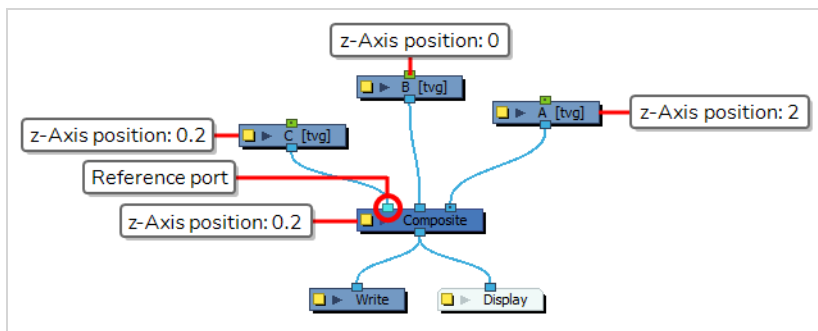 z-Axis position: 0
B [tvg]
A [tvg]
z-Axis position: 2
z-Axis position: 0.2
C [tvg]
Reference port
z-Axis position: 0.2
Composite
Write
Display